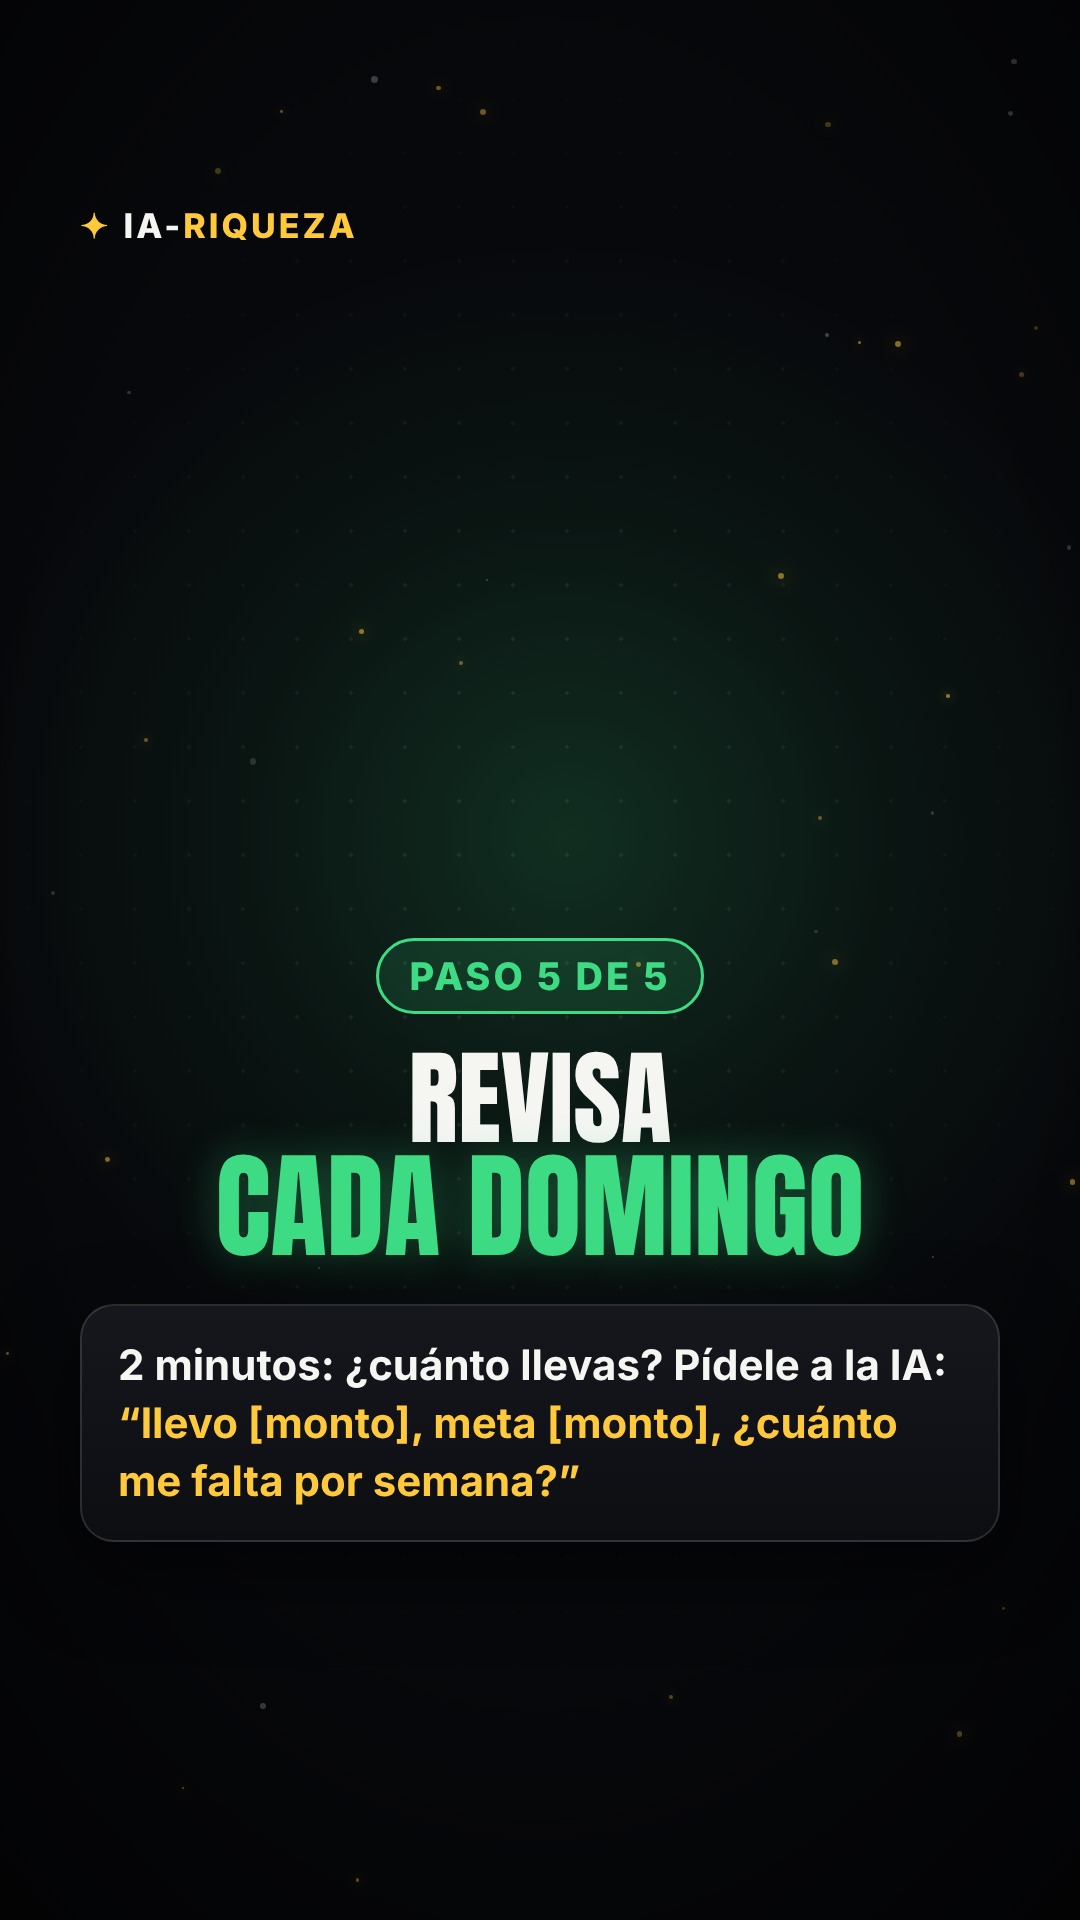 ✦ IA-RIQUEZA
PASO 5 DE 5
REVISA
CADA DOMINGO
2 minutos: ¿cuánto llevas? Pídele a la IA:
“llevo [monto], meta [monto], ¿cuánto
me falta por semana?”